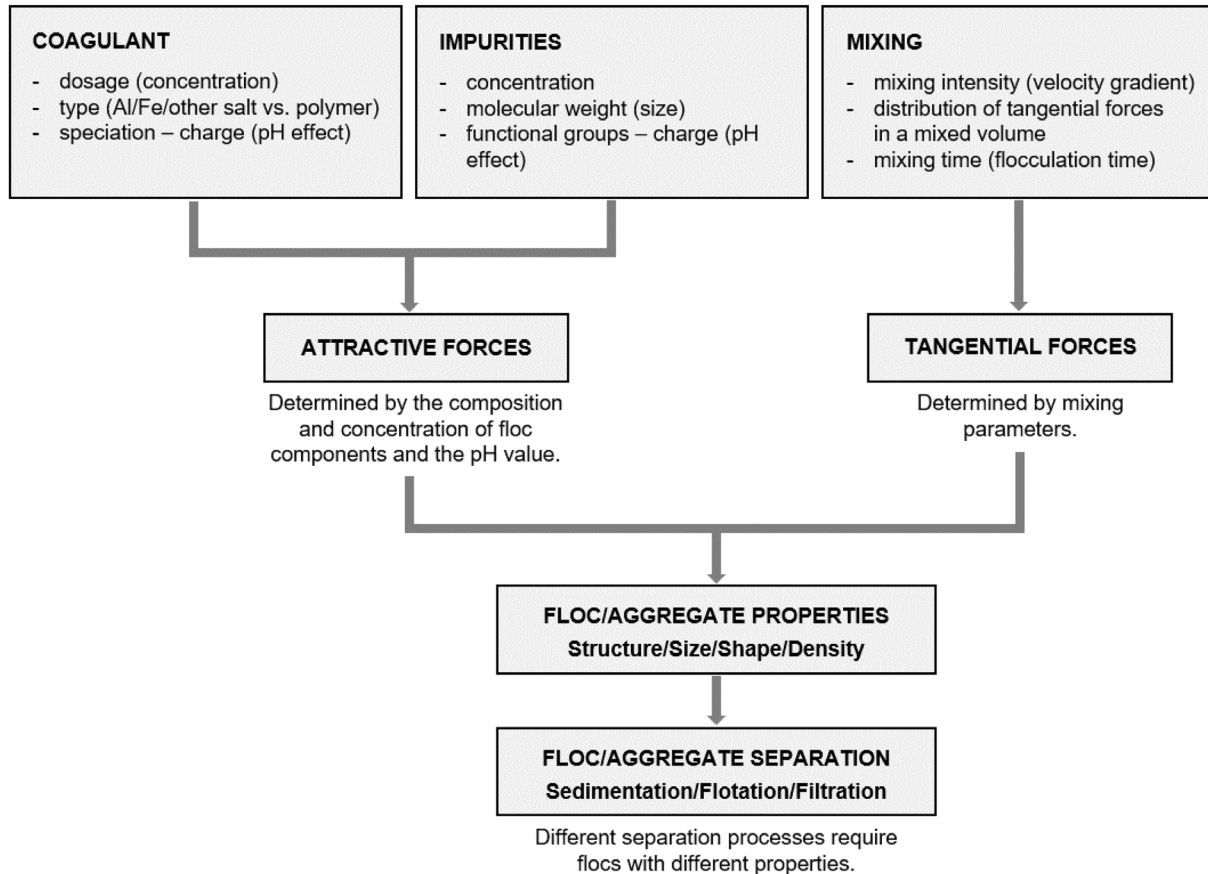 COAGULANT
- dosage (concentration)
- type (Al/Fe/other salt vs. polymer)
- speciation – charge (pH effect)
IMPURITIES
- concentration
- molecular weight (size)
- functional groups – charge (pH
effect)
MIXING
- mixing intensity (velocity gradient)
- distribution of tangential forces
in a mixed volume
- mixing time (flocculation time)
ATTRACTIVE FORCES
Determined by the composition
and concentration of floc
components and the pH value.
TANGENTIAL FORCES
Determined by mixing
parameters.
FLOC/AGGREGATE PROPERTIES
Structure/Size/Shape/Density
FLOC/AGGREGATE SEPARATION
Sedimentation/Flotation/Filtration
Different separation processes require
flocs with different properties.